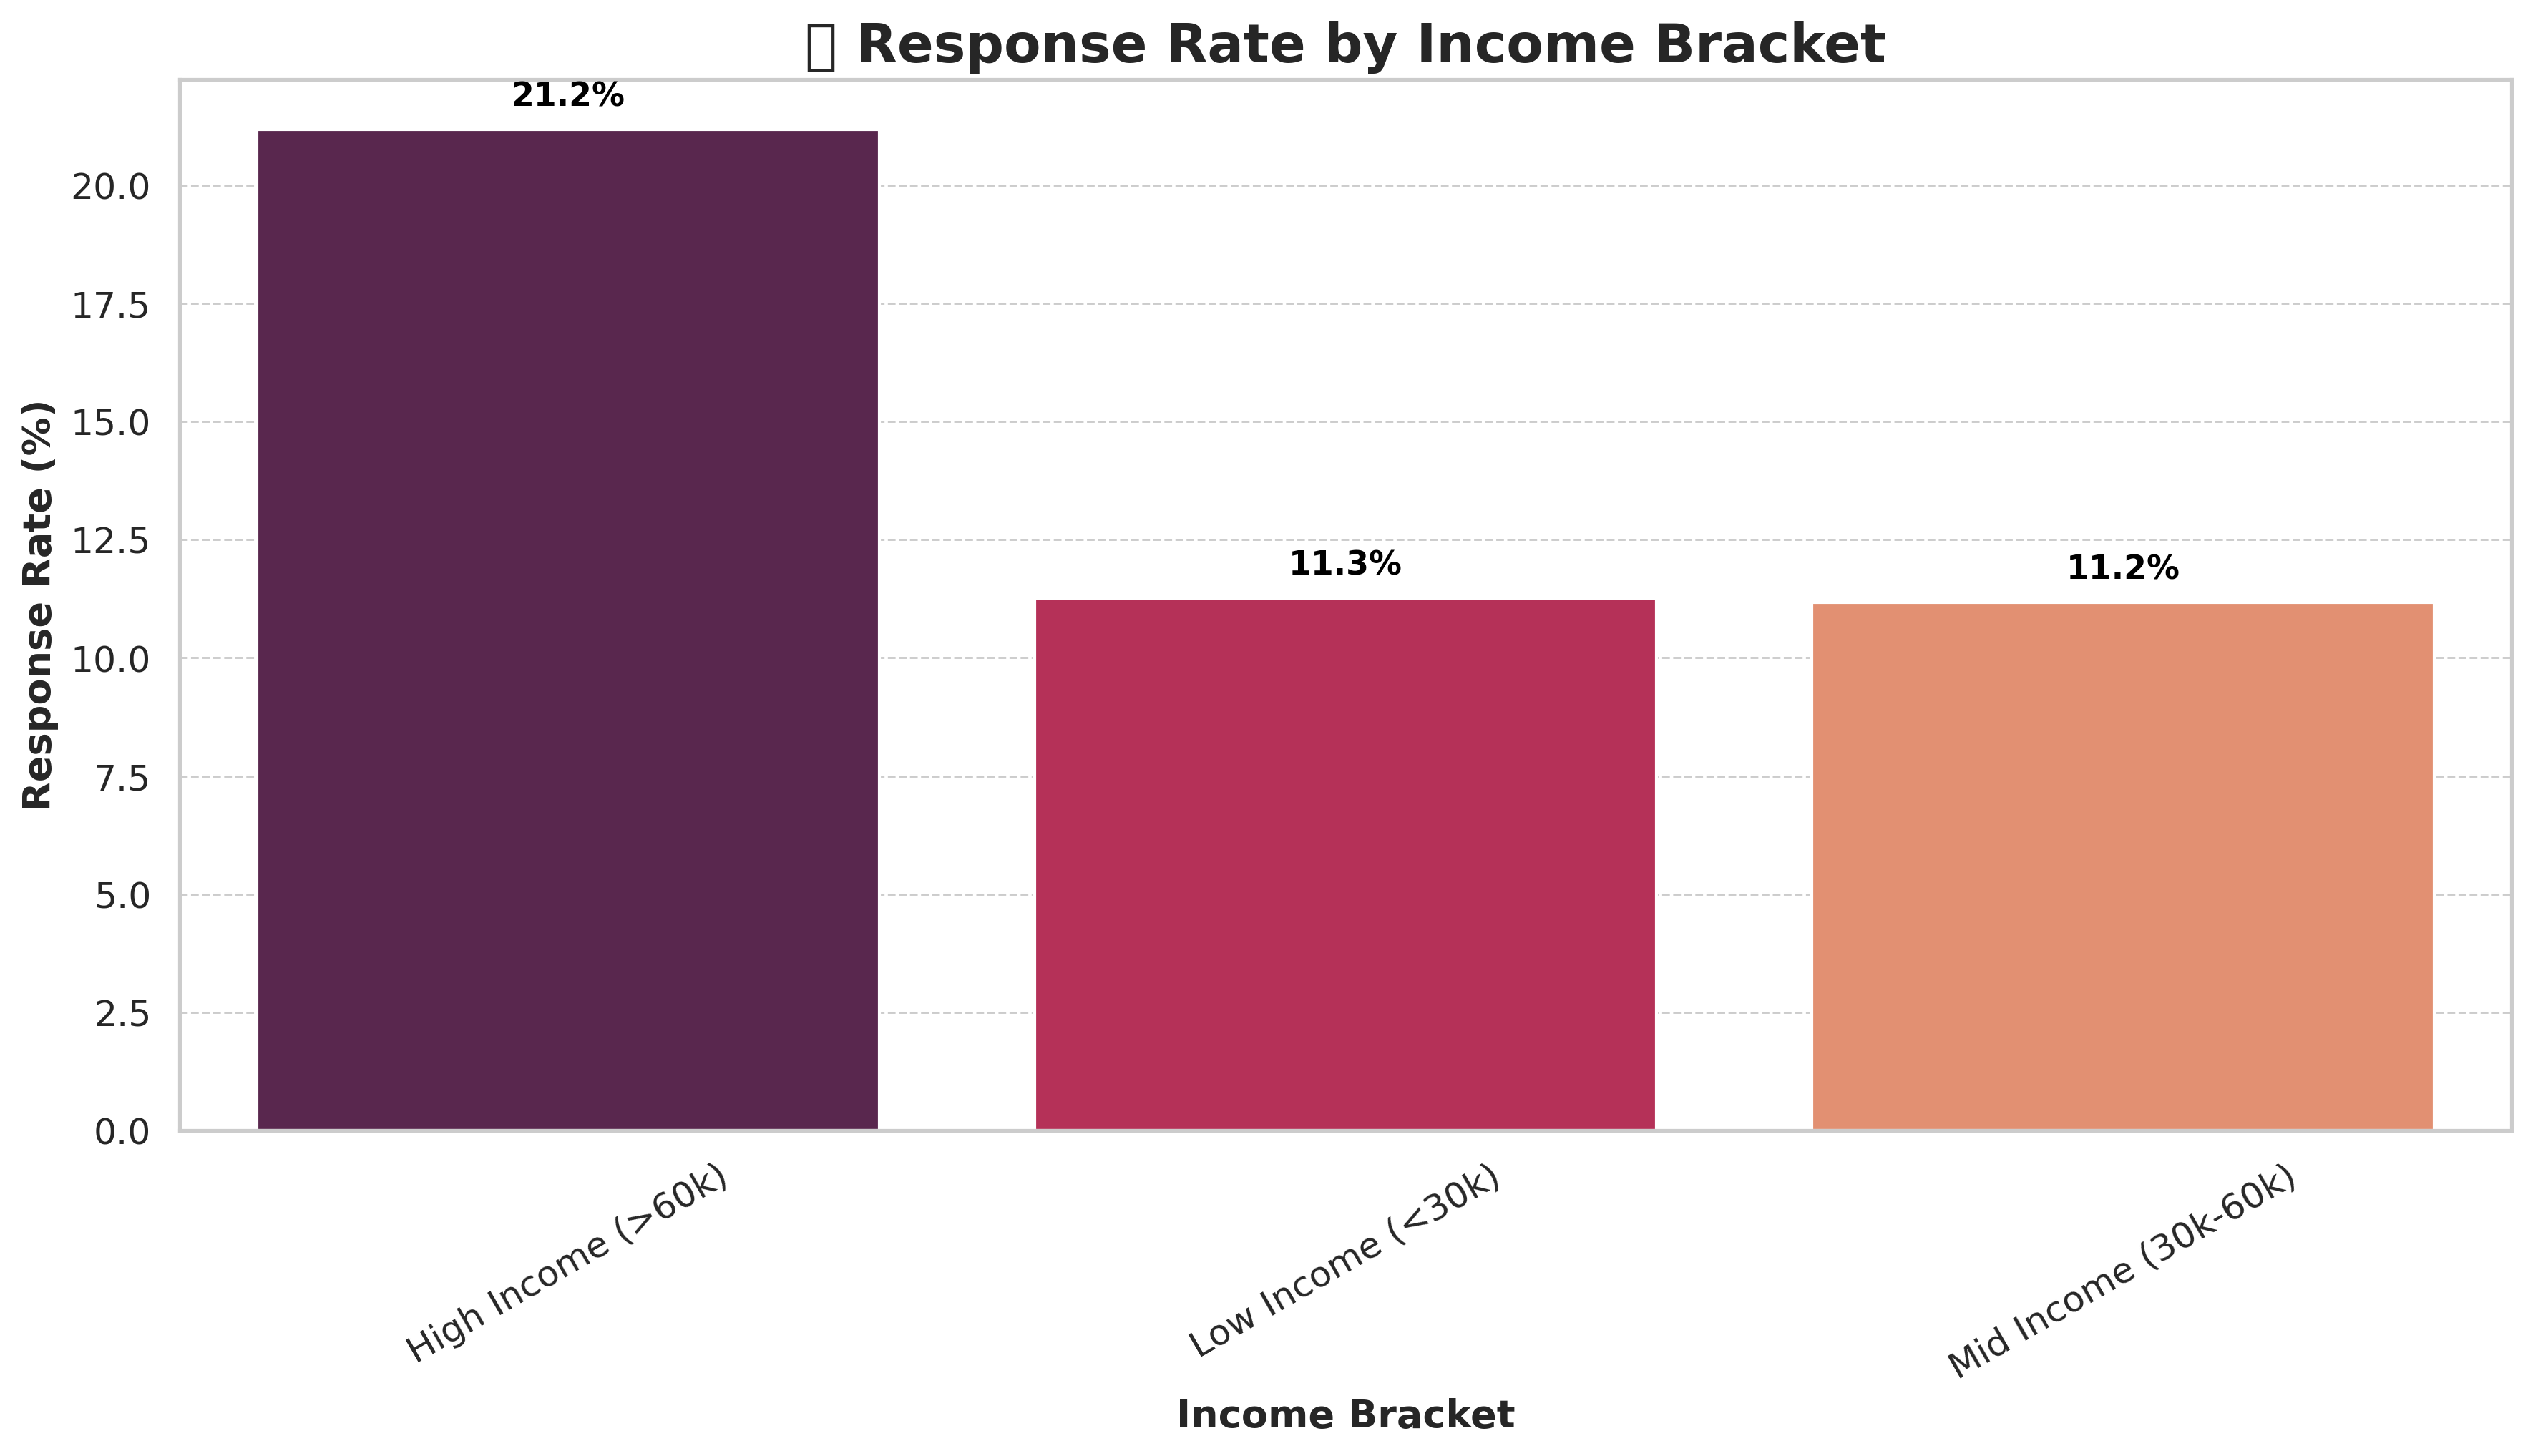 Response Rate by Income Bracket
21.2%
11.3%
11.2%
Response Rate (%)
20.0
17.5
15.0
12.5
10.0
7.5
5.0
2.5
0.0
High Income (>60k)
Low Income (<30k)
Mid Income (30k-60k)
Income Bracket